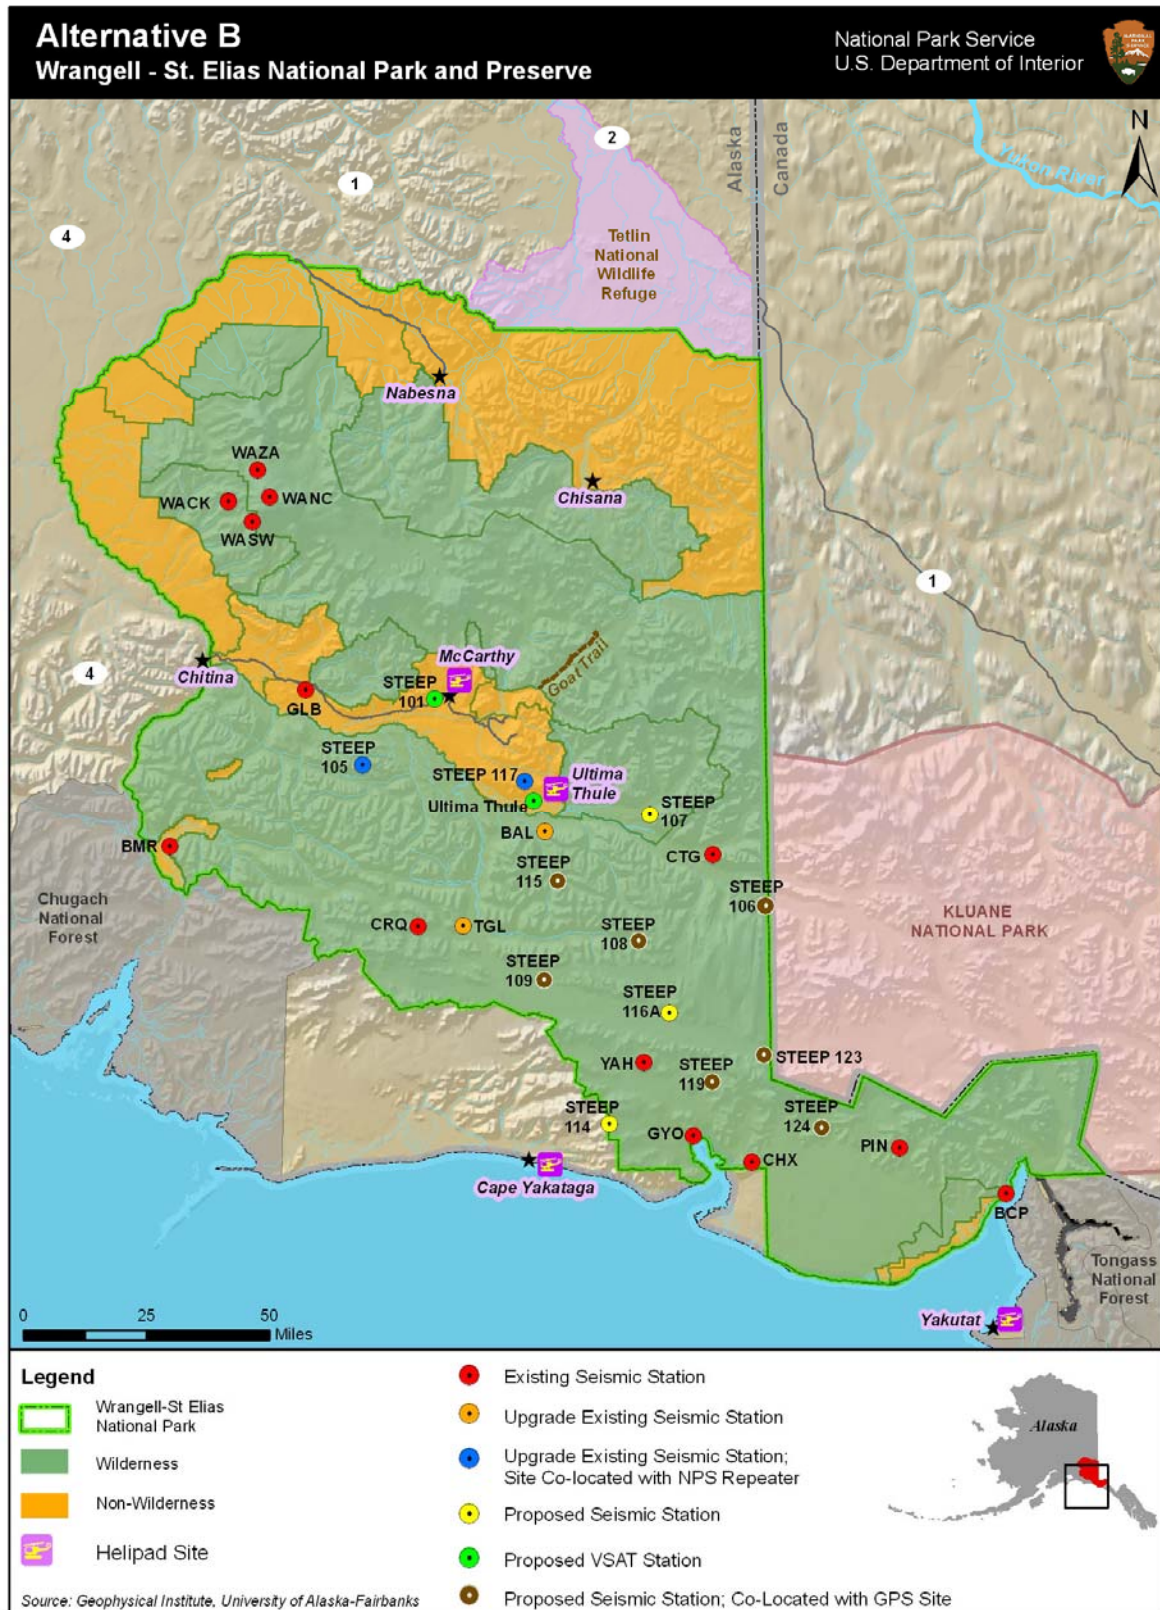 Alternative B
Wrangell - St. Elias National Park and Preserve
National Park Service
U.S. Department of Interior
N
Alaska
Canada
Yukon River
2
1
4
Tetlin
National
Wildlife
Refuge
Nabesna
WAZA
WACK
WANC
WASW
Chisana
1
4
Chitina
McCarthy
Goat Trail
STEEP
101
GLB
STEEP
105
STEEP 117
Ultima
Thule
Ultima Thule
STEEP
107
BAL
BMR
CTG
STEEP
115
STEEP
106
Chugach
National
Forest
KLUANE
NATIONAL PARK
CRQ
TGL
STEEP
108
STEEP
109
STEEP
116A
YAH
STEEP 123
STEEP
119
STEEP
114
STEEP
124
GYO
PIN
CHX
Cape Yakataga
BCP
Tongass
National
Forest
Yakutat
0 25 50
Miles
Legend
Wrangell-St Elias
National Park
Wilderness
Non-Wilderness
Helipad Site
Source: Geophysical Institute, University of Alaska-Fairbanks
Existing Seismic Station
Upgrade Existing Seismic Station
Upgrade Existing Seismic Station;
Site Co-located with NPS Repeater
Proposed Seismic Station
Proposed VSAT Station
Proposed Seismic Station; Co-Located with GPS Site
Alaska